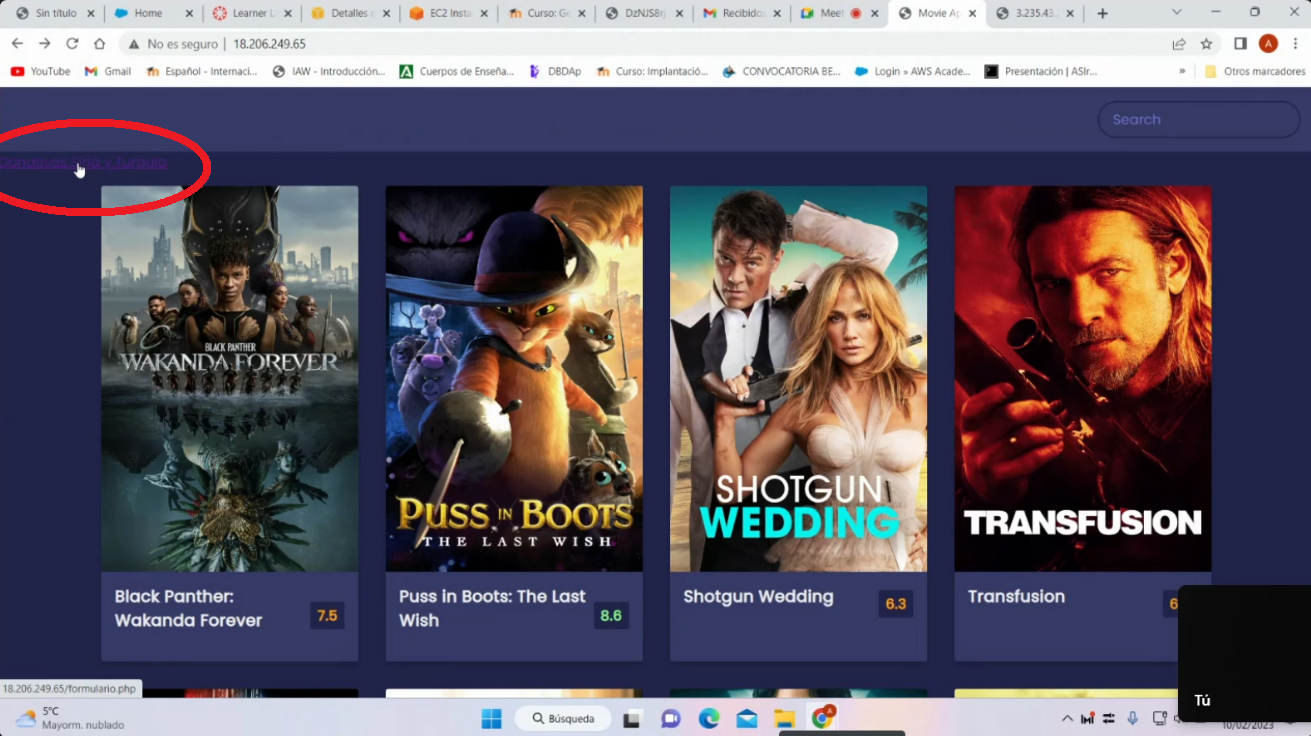 Sin título
Home
Learner L
Detalles
EC2 Insta
Curso: Ge
DzNJS8rj
Recibidos
Meet
Movie Ap
3.235.43.
No es seguro | 18.206.249.65
YouTube
Gmail
Español - Internaci...
IAW - Introducción...
Cuerpos de Enseña...
DBDAp
Curso: Implantació...
CONVOCATORIA BE...
Login » AWS Acade...
Presentación | ASIr...
»
Otros marcadores
A
Search
Donativos Siria y Turquía
BLACK PANTHER
WAKANDA FOREVER
PUSS IN BOOTS
THE LAST WISH
SHOTGUN
WEDDING
TRANSFUSION
Black Panther:
Wakanda Forever
7.5
Puss in Boots: The Last
Wish
8.6
Shotgun Wedding
6.3
Transfusion
6
18.206.249.65/formulario.php
5°C
Mayorm. nublado
Búsqueda
Tú
10/02/2023